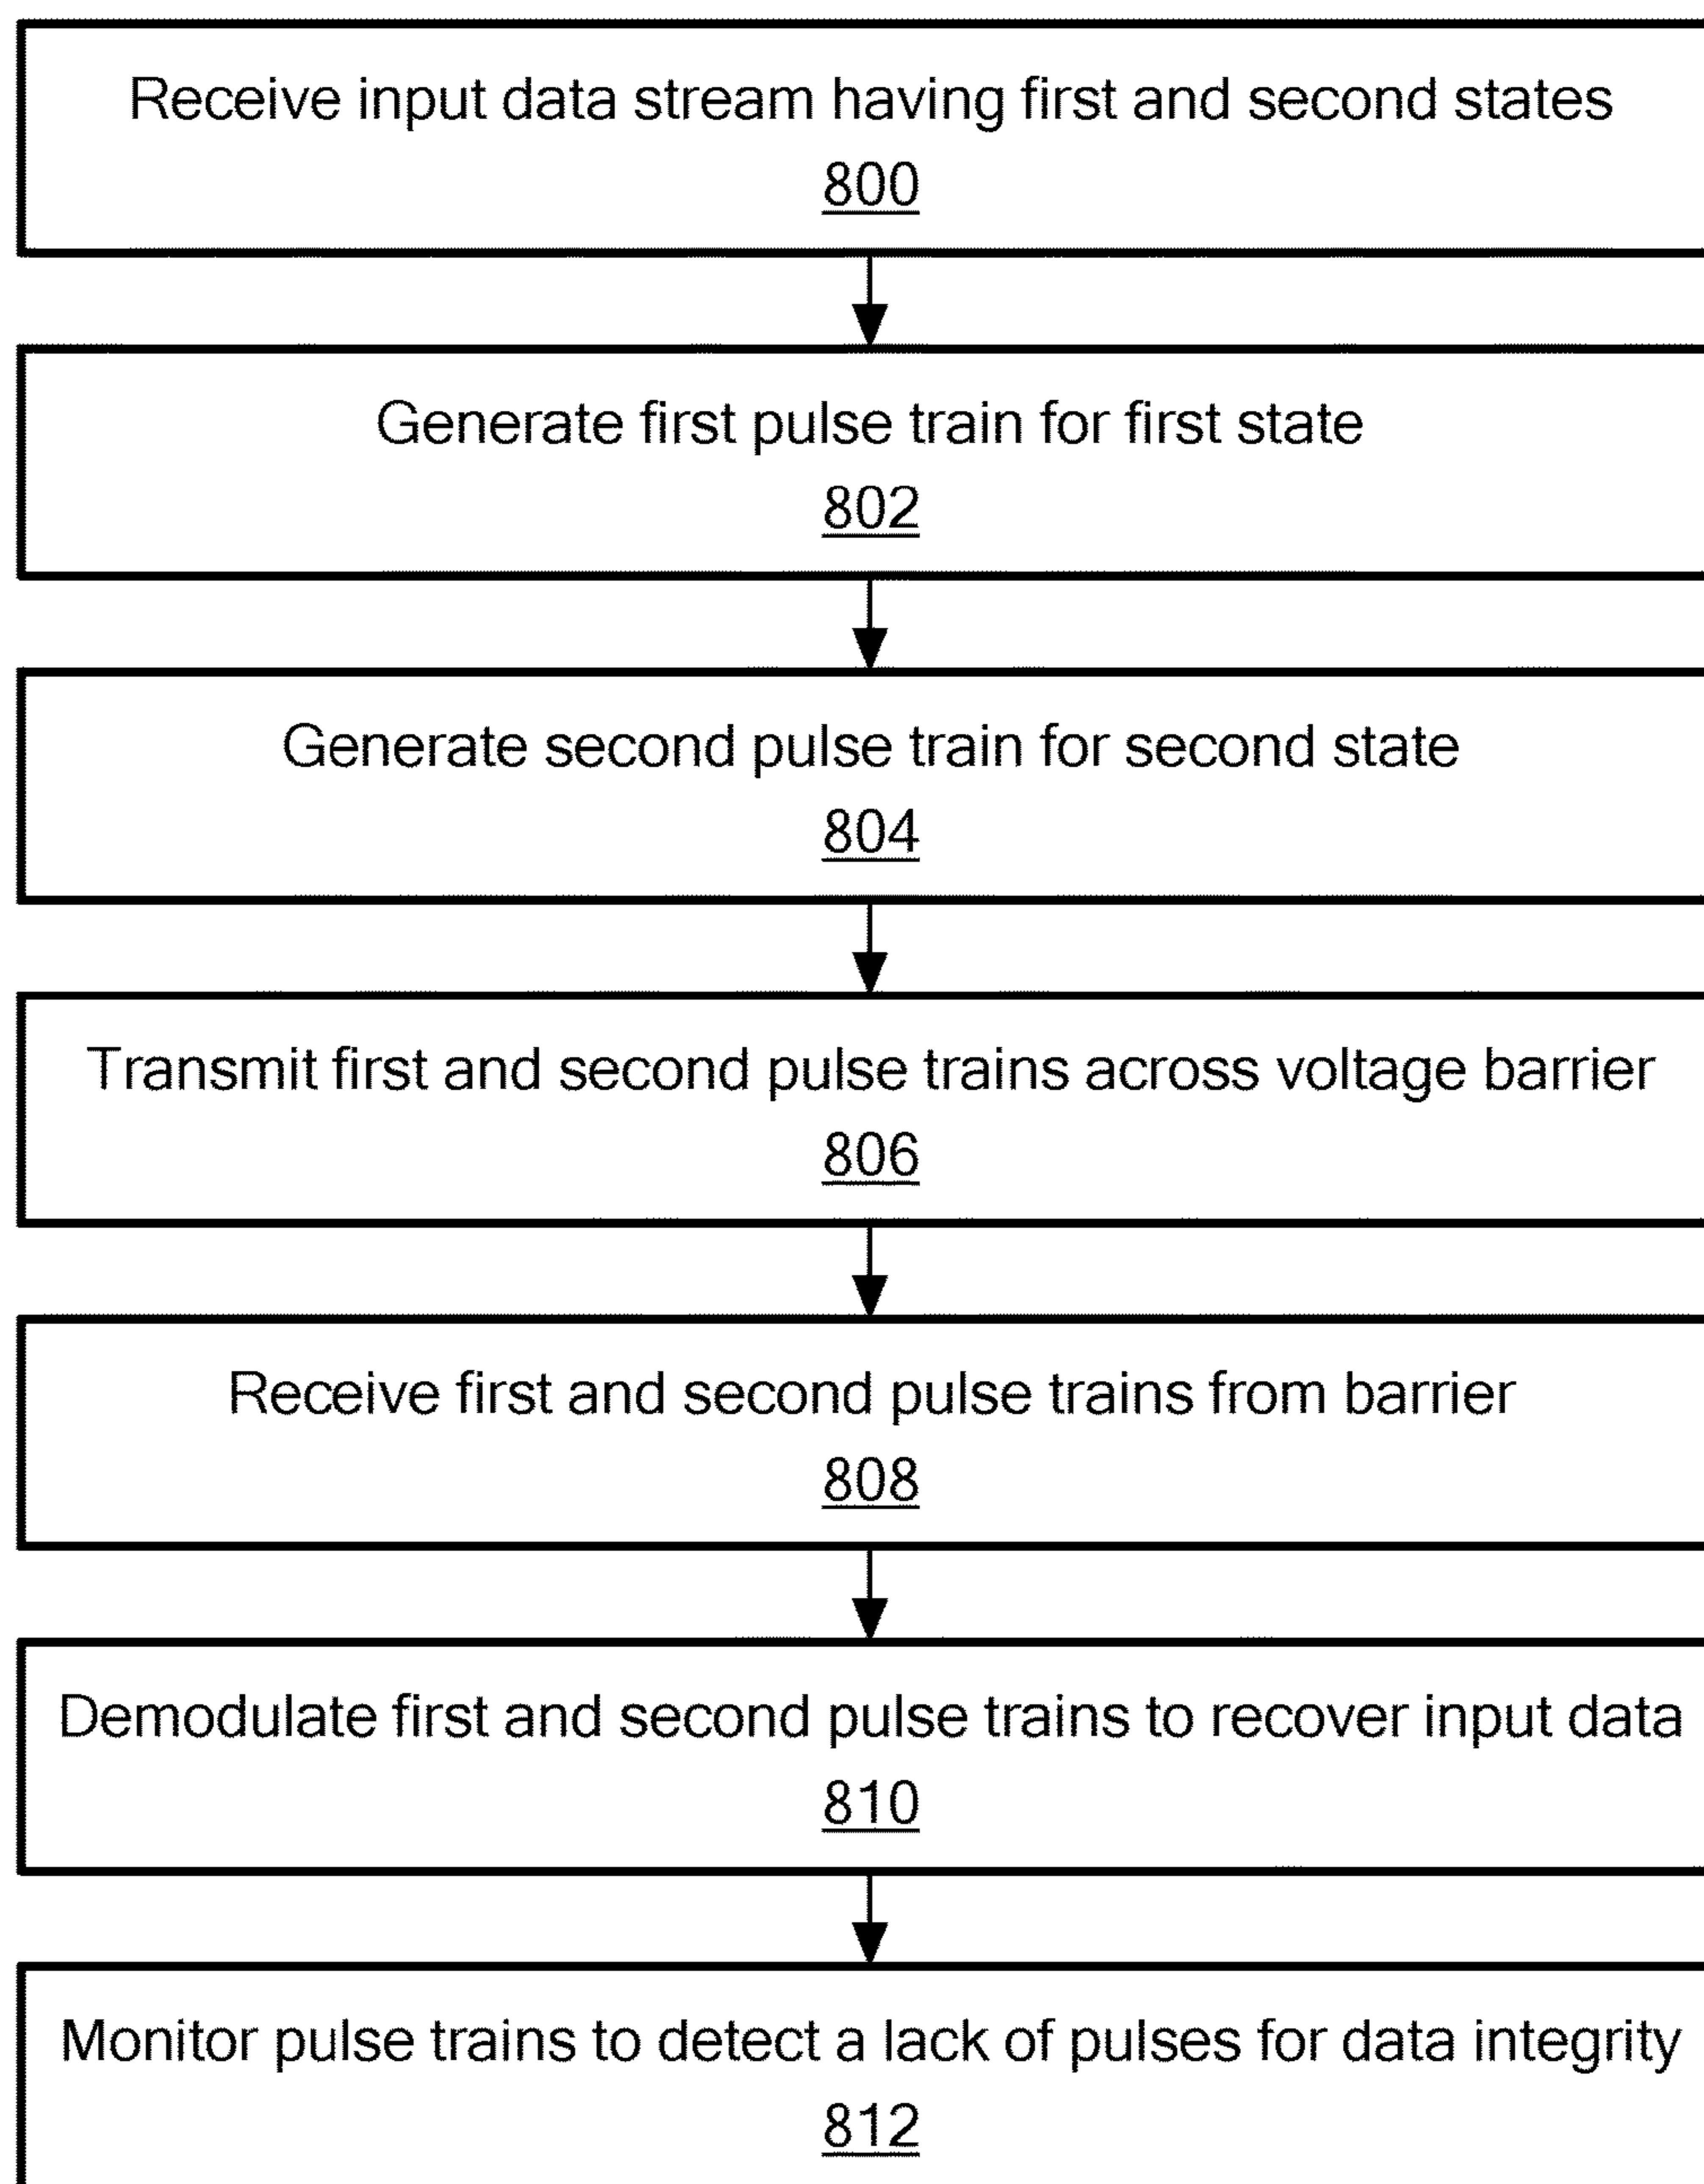 Receive input data stream having first and second states
800
Generate first pulse train for first state
802
Generate second pulse train for second state
804
Transmit first and second pulse trains across voltage barrier
806
Receive first and second pulse trains from barrier
808
Demodulate first and second pulse trains to recover input data
810
Monitor pulse trains to detect a lack of pulses for data integrity
812